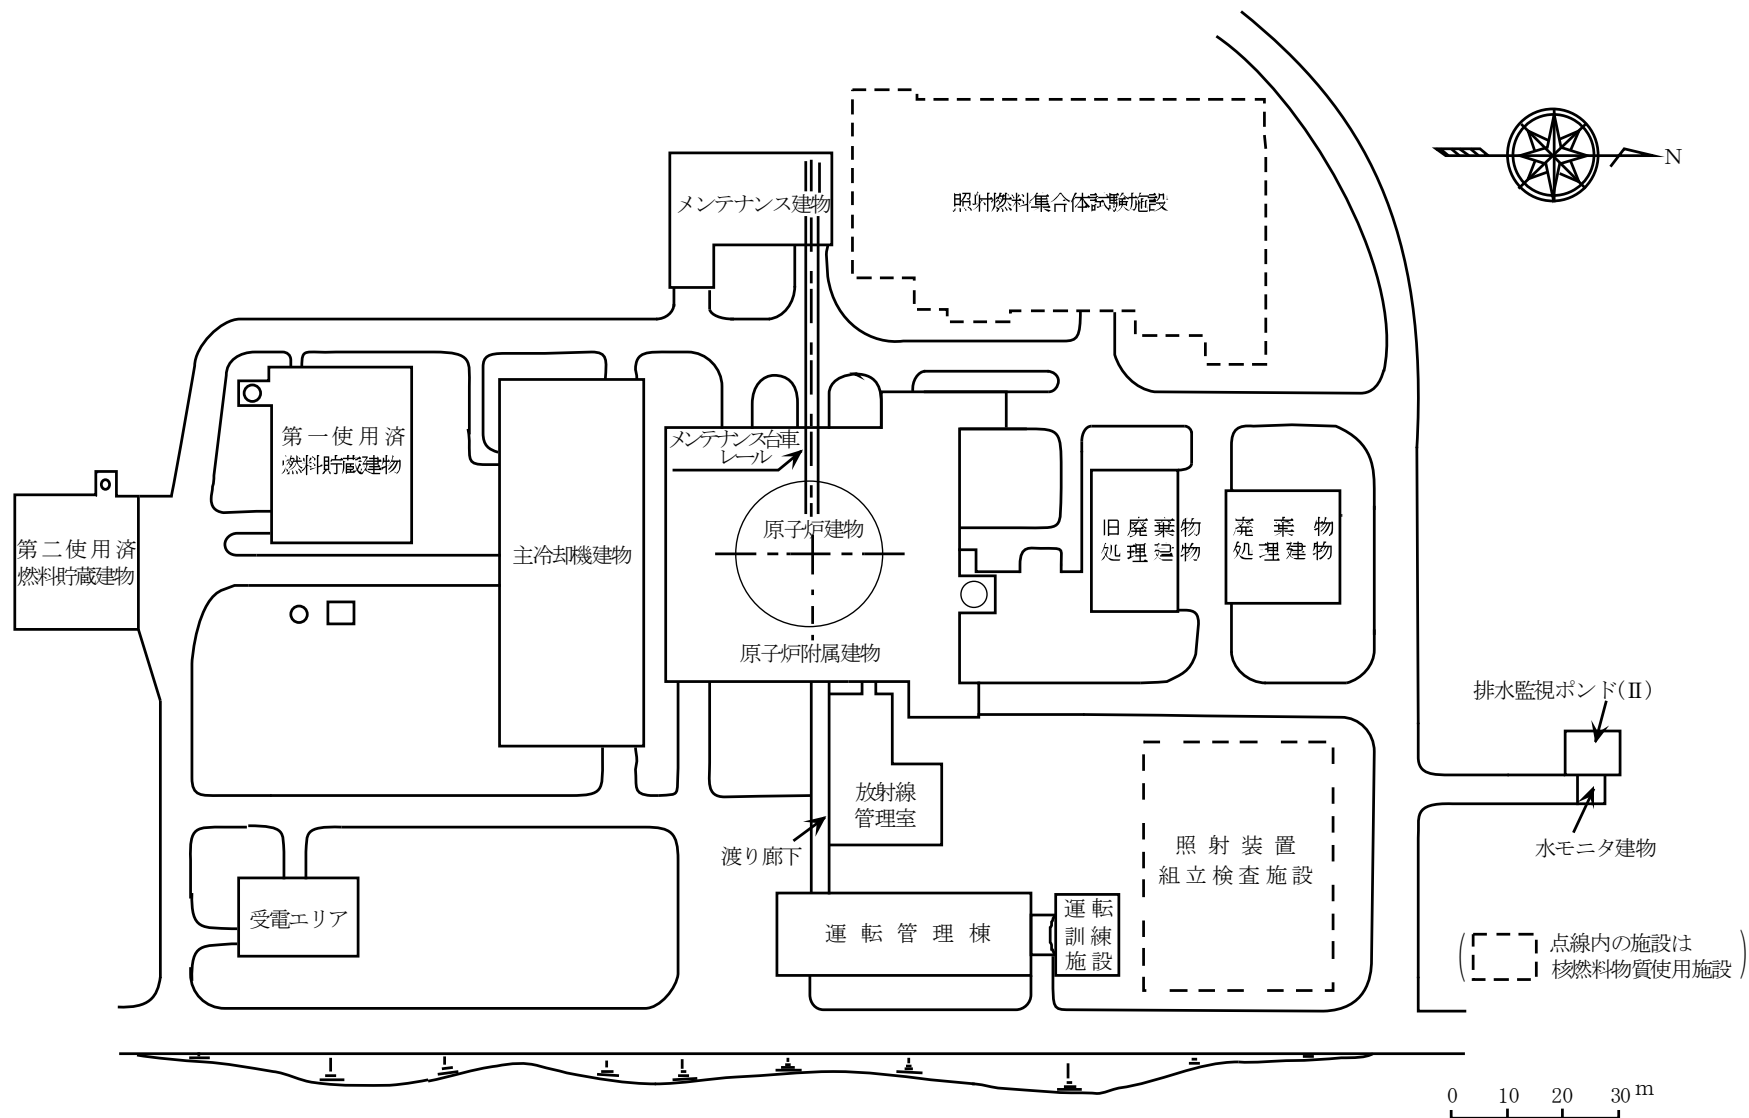 N
メンテナンス建物
照射燃料集合体試験施設
第一使用済
燃料貯蔵建物
メンテナンス台車
レール
第二使用済
燃料貯蔵建物
主冷却機建物
原子炉建物
旧廃棄物
処理建物
廃棄物
処理建物
原子炉附属建物
排水監視ポンド(Ⅱ)
放射線
管理室
渡り廊下
照射装置
組立検査施設
水モニタ建物
受電エリア
運転管理棟
運転
訓練
施設
点線内の施設は
核燃料物質使用施設
0 10 20 30 m